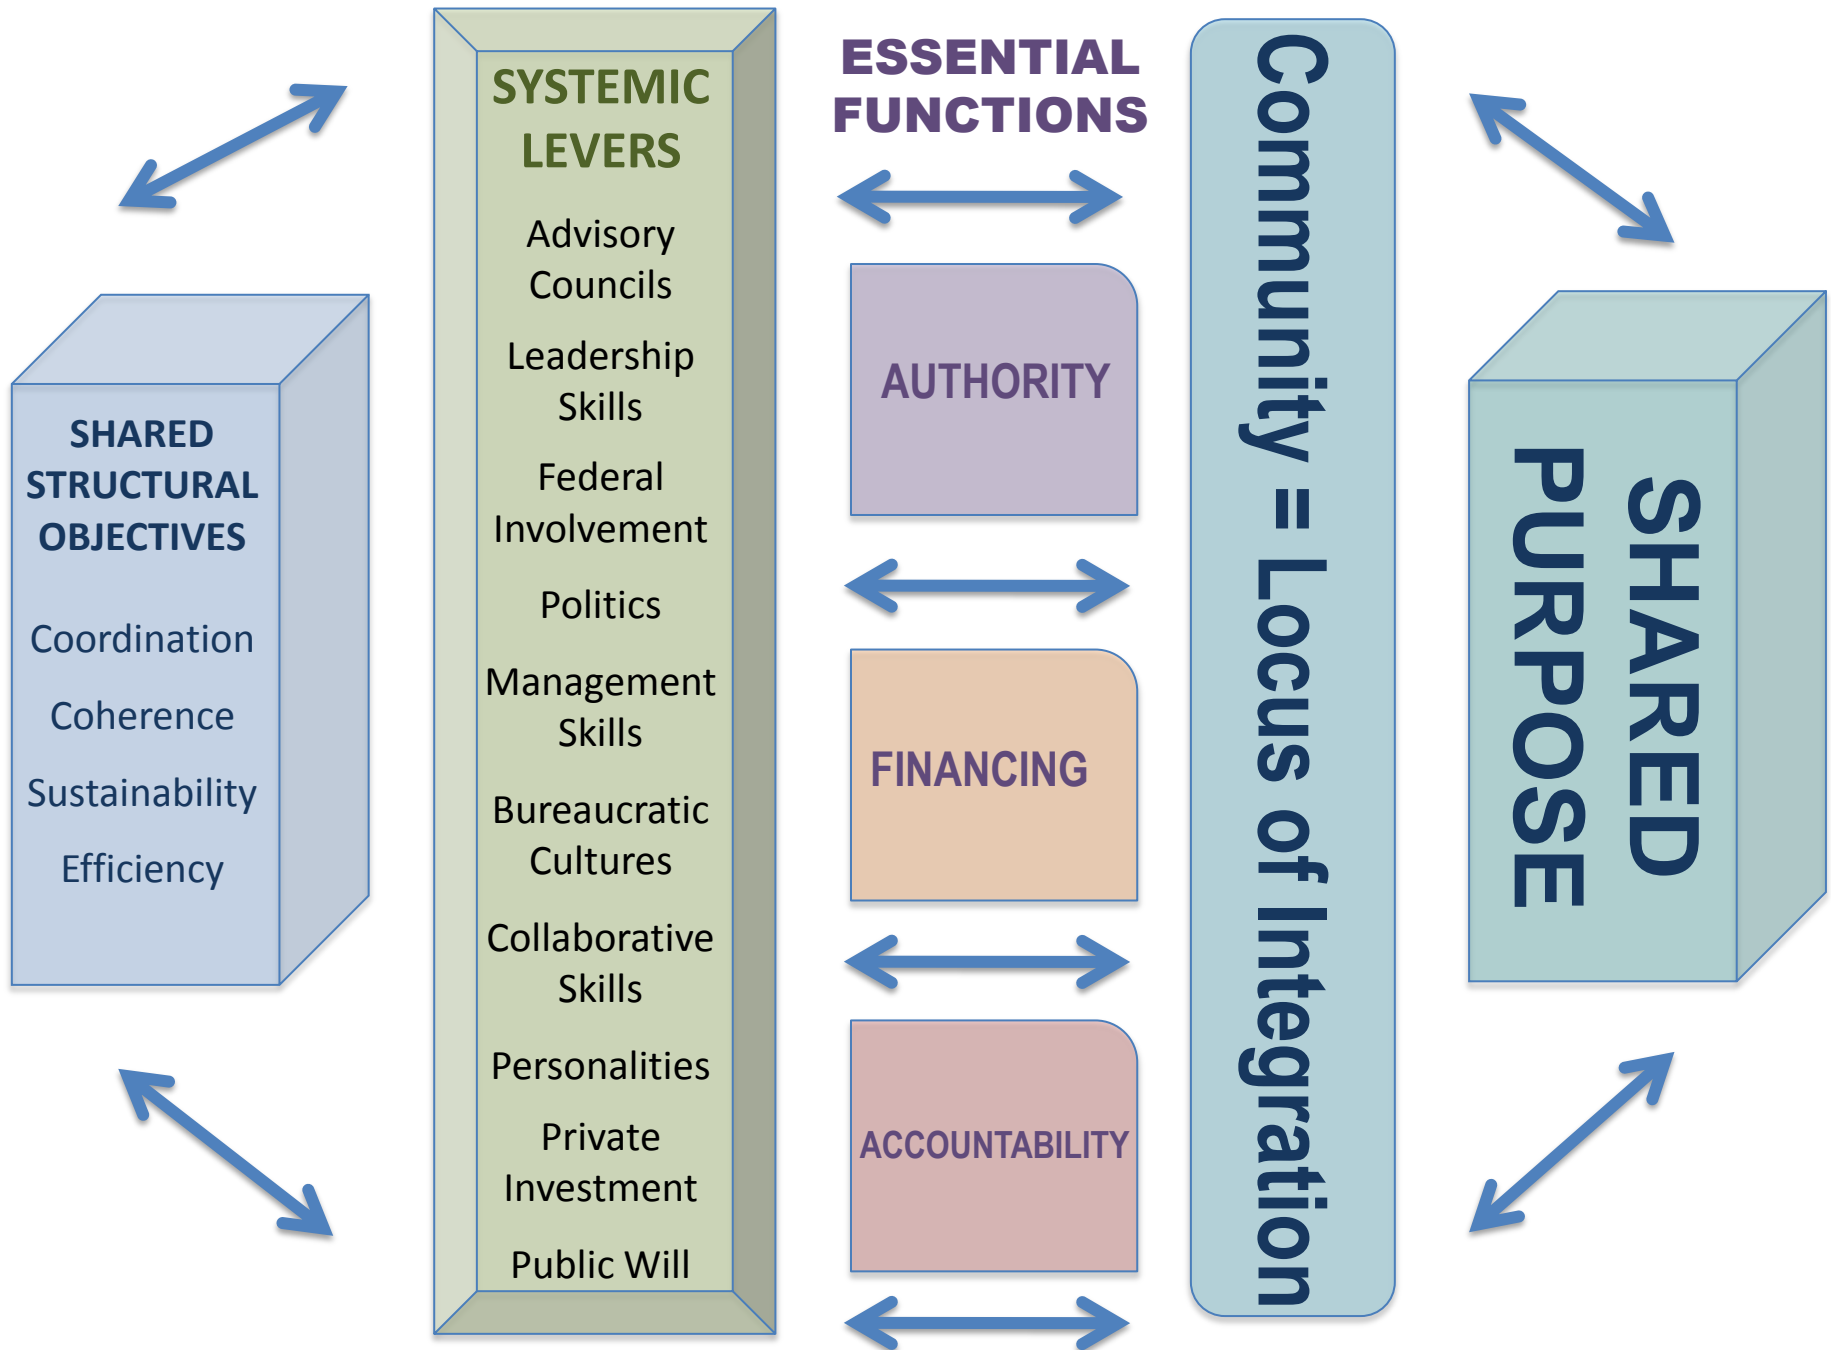 SHARED
STRUCTURAL
OBJECTIVES
Coordination
Coherence
Sustainability
Efficiency
SYSTEMIC
LEVERS
Advisory
Councils
Leadership
Skills
Federal
Involvement
Politics
Management
Skills
Bureaucratic
Cultures
Collaborative
Skills
Personalities
Private
Investment
Public Will
ESSENTIAL
FUNCTIONS
AUTHORITY
FINANCING
ACCOUNTABILITY
Community = Locus of Integration
SHARED
PURPOSE